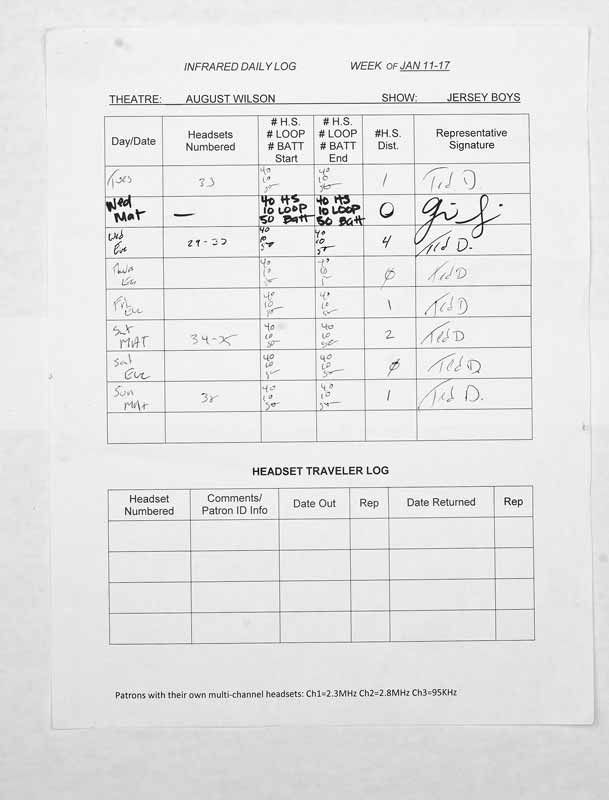 INFRARED DAILY LOG WEEK OF JAN 11-17
THEATRE: AUGUST WILSON SHOW: JERSEY BOYS
Day/Date Headsets Numbered # H.S. # LOOP # BATT Start # H.S. # LOOP # BATT End #H.S. Dist. Representative Signature
Tues 33 40 10 50 40 10 50 1 Ted D
Wed Mat — 40 HS 10 LOOP 50 Batt 40 HS 10 LOOP 50 Batt 0
Wed Eve 29-32 40 10 50 40 10 50 4 Ted D.
Thur Eve 40 10 50 40 10 5 Ø Ted D
Fri Eve 40 10 50 40 10 50 1 Ted D
Sat MAT 34-35 40 10 50 40 10 50 2 Ted D
Sat Eve 40 10 50 40 10 50 Ø Ted D
Sun MAt 40 10 50 40 10 50 1 Ted D.
HEADSET TRAVELER LOG
Headset Numbered Comments/ Patron ID Info Date Out Rep Date Returned Rep
Patrons with their own multi-channel headsets: Ch1=2.3MHz Ch2=2.8MHz Ch3=95KHz